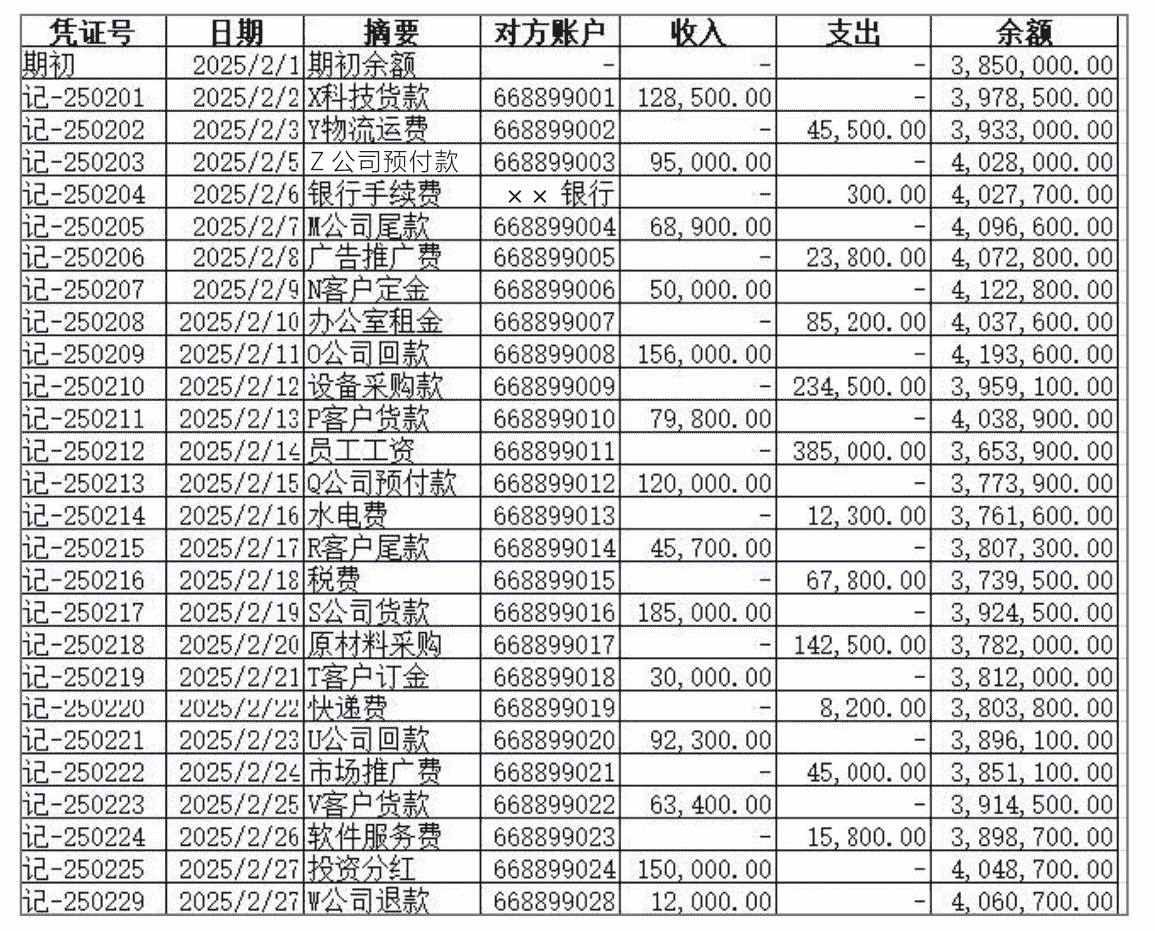 凭证号 日期 摘要 对方账户 收入 支出 余额
期初 2025/2/1 期初余额 - - - 3,850,000.00
记-250201 2025/2/2 X科技货款 668899001 128,500.00 - 3,978,500.00
记-250202 2025/2/3 Y物流运费 668899002 - 45,500.00 3,933,000.00
记-250203 2025/2/5 Z 公司预付款 668899003 95,000.00 - 4,028,000.00
记-250204 2025/2/6 银行手续费 ×× 银行 - 300.00 4,027,700.00
记-250205 2025/2/7 M公司尾款 668899004 68,900.00 - 4,096,600.00
记-250206 2025/2/8 广告推广费 668899005 - 23,800.00 4,072,800.00
记-250207 2025/2/9 N客户定金 668899006 50,000.00 - 4,122,800.00
记-250208 2025/2/10 办公室租金 668899007 - 85,200.00 4,037,600.00
记-250209 2025/2/11 O公司回款 668899008 156,000.00 - 4,193,600.00
记-250210 2025/2/12 设备采购款 668899009 - 234,500.00 3,959,100.00
记-250211 2025/2/13 P客户货款 668899010 79,800.00 - 4,038,900.00
记-250212 2025/2/14 员工工资 668899011 - 385,000.00 3,653,900.00
记-250213 2025/2/15 Q公司预付款 668899012 120,000.00 - 3,773,900.00
记-250214 2025/2/16 水电费 668899013 - 12,300.00 3,761,600.00
记-250215 2025/2/17 R客户尾款 668899014 45,700.00 - 3,807,300.00
记-250216 2025/2/18 税费 668899015 - 67,800.00 3,739,500.00
记-250217 2025/2/19 S公司货款 668899016 185,000.00 - 3,924,500.00
记-250218 2025/2/20 原材料采购 668899017 - 142,500.00 3,782,000.00
记-250219 2025/2/21 T客户订金 668899018 30,000.00 - 3,812,000.00
记-250220 2025/2/22 快递费 668899019 - 8,200.00 3,803,800.00
记-250221 2025/2/23 U公司回款 668899020 92,300.00 - 3,896,100.00
记-250222 2025/2/24 市场推广费 668899021 - 45,000.00 3,851,100.00
记-250223 2025/2/25 V客户货款 668899022 63,400.00 - 3,914,500.00
记-250224 2025/2/26 软件服务费 668899023 - 15,800.00 3,898,700.00
记-250225 2025/2/27 投资分红 668899024 150,000.00 - 4,048,700.00
记-250229 2025/2/27 W公司退款 668899028 12,000.00 - 4,060,700.00